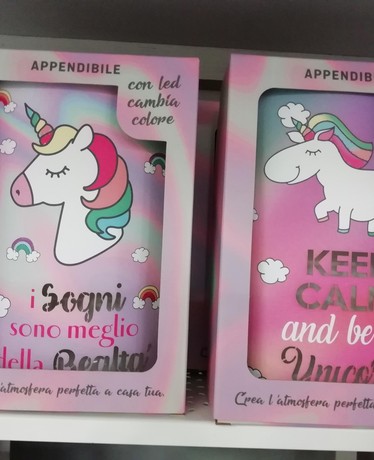 APPENDIBILE
con led
cambia
colore
i Sogni
sono meglio
della Realtà
l'atmosfera perfetta a casa tua.
APPENDIB
KEE
CAL
and be
Unico
Crea l'atmosfera perfetta